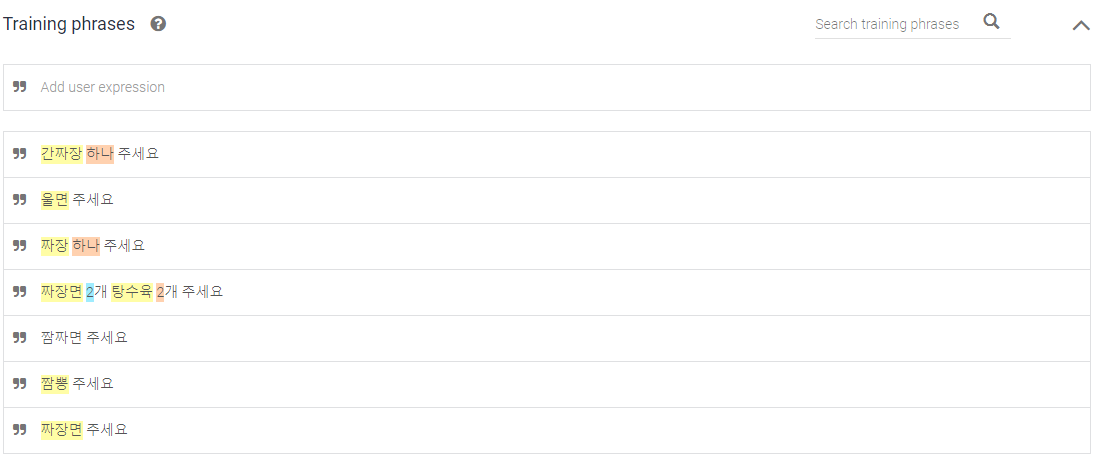 Training phrases
Search training phrases
Add user expression
간짜장 하나 주세요
울면 주세요
짜장 하나 주세요
짜장면 2개 탕수육 2개 주세요
짬짜면 주세요
짬뽕 주세요
짜장면 주세요